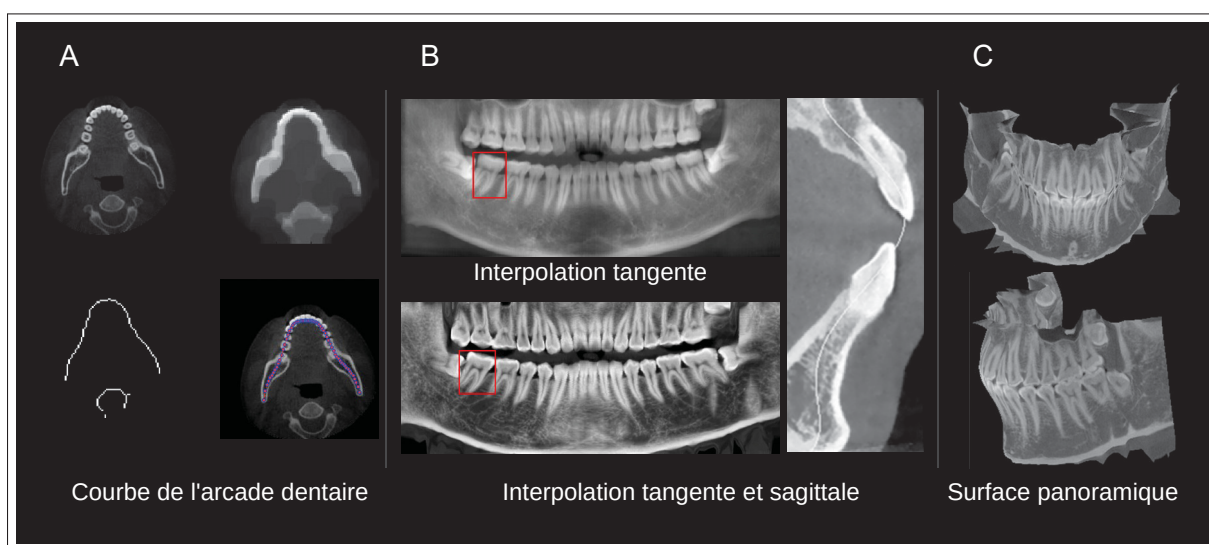 A
B
C
Interpolation tangente
Courbe de l'arcade dentaire
Interpolation tangente et sagittale
Surface panoramique